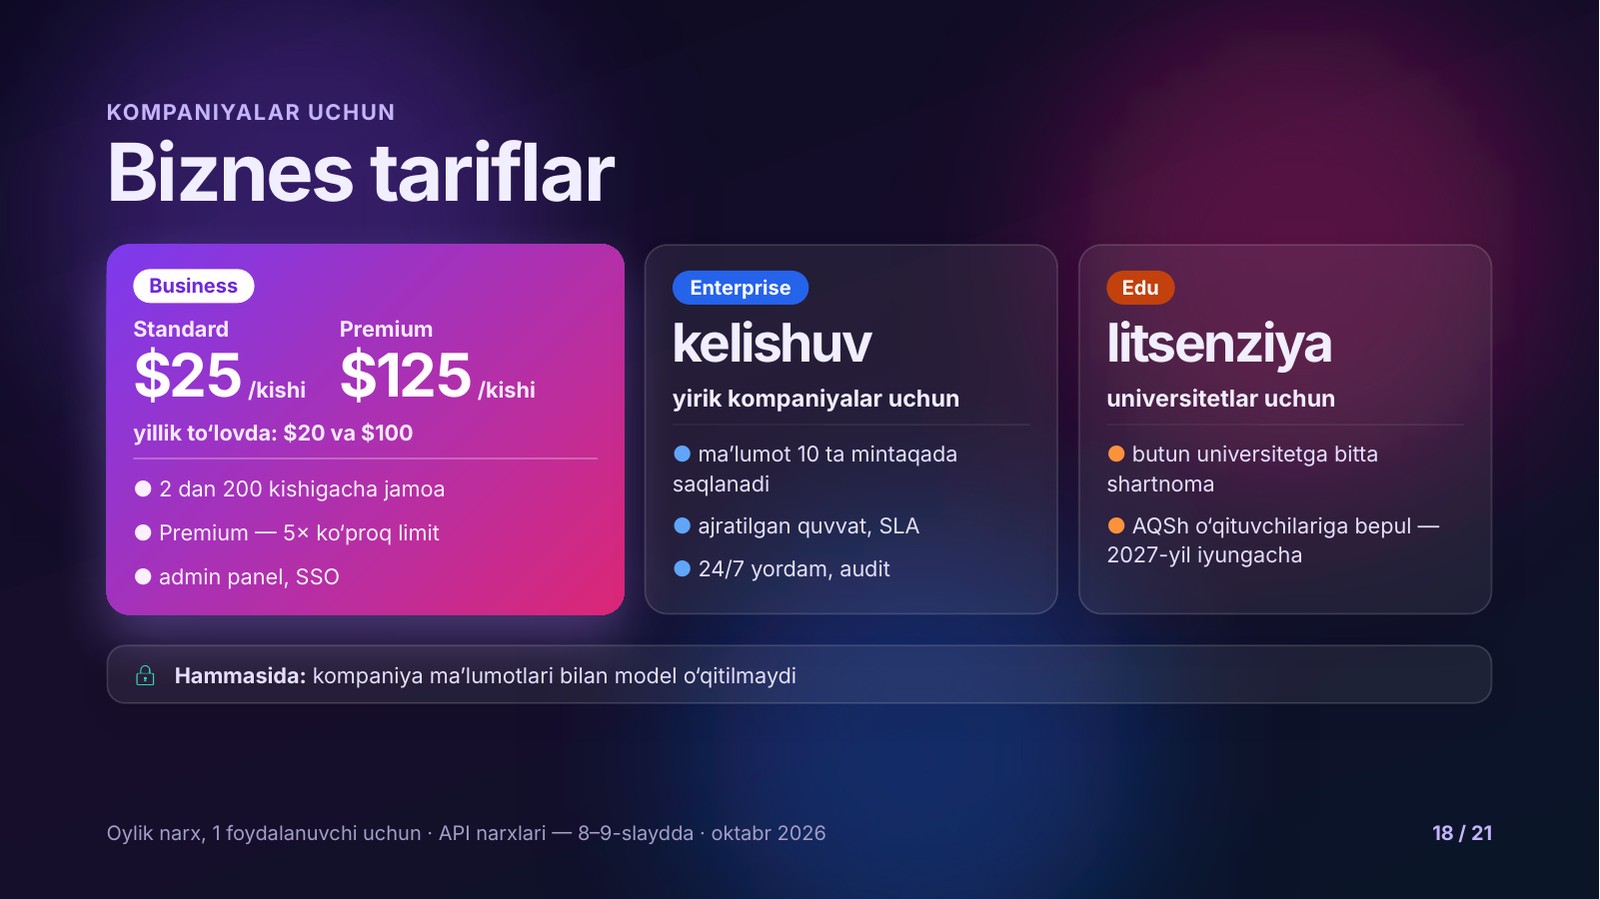 KOMPANIYALAR UCHUN
Biznes tariflar
Business
Standard
$25 /kishi
Premium
$125 /kishi
yillik to‘lovda: $20 va $100
2 dan 200 kishigacha jamoa
Premium — 5× ko‘proq limit
admin panel, SSO
Enterprise
kelishuv
yirik kompaniyalar uchun
ma’lumot 10 ta mintaqada
saqlanadi
ajratilgan quvvat, SLA
24/7 yordam, audit
Edu
litsenziya
universitetlar uchun
butun universitetga bitta
shartnoma
AQSh o‘qituvchilariga bepul —
2027-yil iyungacha
Hammasida: kompaniya ma’lumotlari bilan model o‘qitilmaydi
Oylik narx, 1 foydalanuvchi uchun · API narxlari — 8–9-slaydda · oktabr 2026
18 / 21